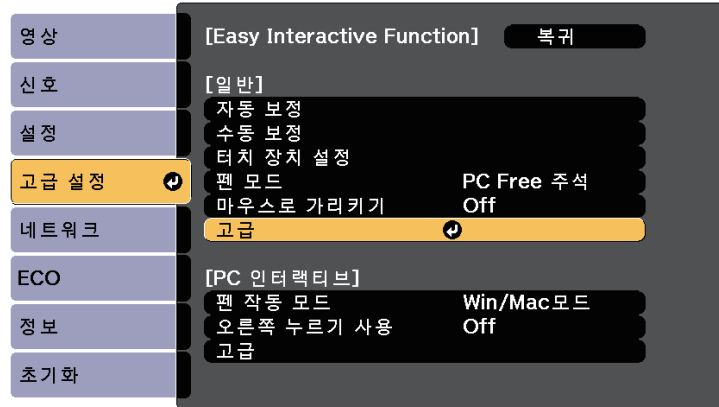 영상
신호
설정
고급 설정
네트워크
ECO
정보
초기화
[Easy Interactive Function] 복귀
[일반]
자동 보정
수동 보정
터치 장치 설정
펜 모드 PC Free 주석
마우스로 가리키기 Off
고급
[PC 인터랙티브]
펜 작동 모드 Win/Mac모드
오른쪽 누르기 사용 Off
고급